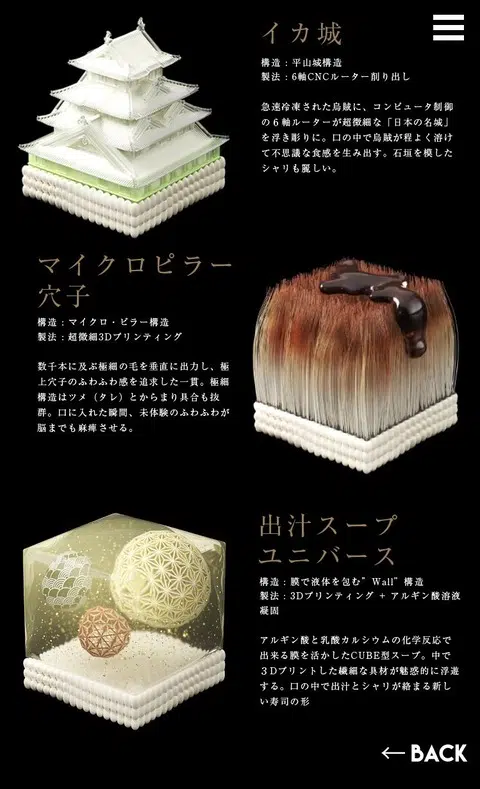 イカ城
構造：平山城構造
製法：6軸CNCルーター削り出し
急速冷凍された烏賊に、コンピュータ制御
の６軸ルーターが超微細な「日本の名城」
を浮き彫りに。口の中で烏賊が程よく溶け
て不思議な食感を生み出す。石垣を模した
シャリも麗しい。
マイクロピラー
穴子
構造：マイクロ・ピラー構造
製法：超微細3Dプリンティング
数千本に及ぶ極細の毛を垂直に出力し、極
上穴子のふわふわ感を追求した一貫。極細
構造はツメ（タレ）とからまり具合も抜
群。口に入れた瞬間、未体験のふわふわが
脳までも麻痺させる。
出汁スープ
ユニバース
構造：膜で液体を包む”Wall”構造
製法：3Dプリンティング + アルギン酸溶液
凝固
アルギン酸と乳酸カルシウムの化学反応で
出来る膜を活かしたCUBE型スープ。中で
３Dプリントした繊細な具材が魅惑的に浮遊
する。口の中で出汁とシャリが絡まる新し
い寿司の形
← BACK